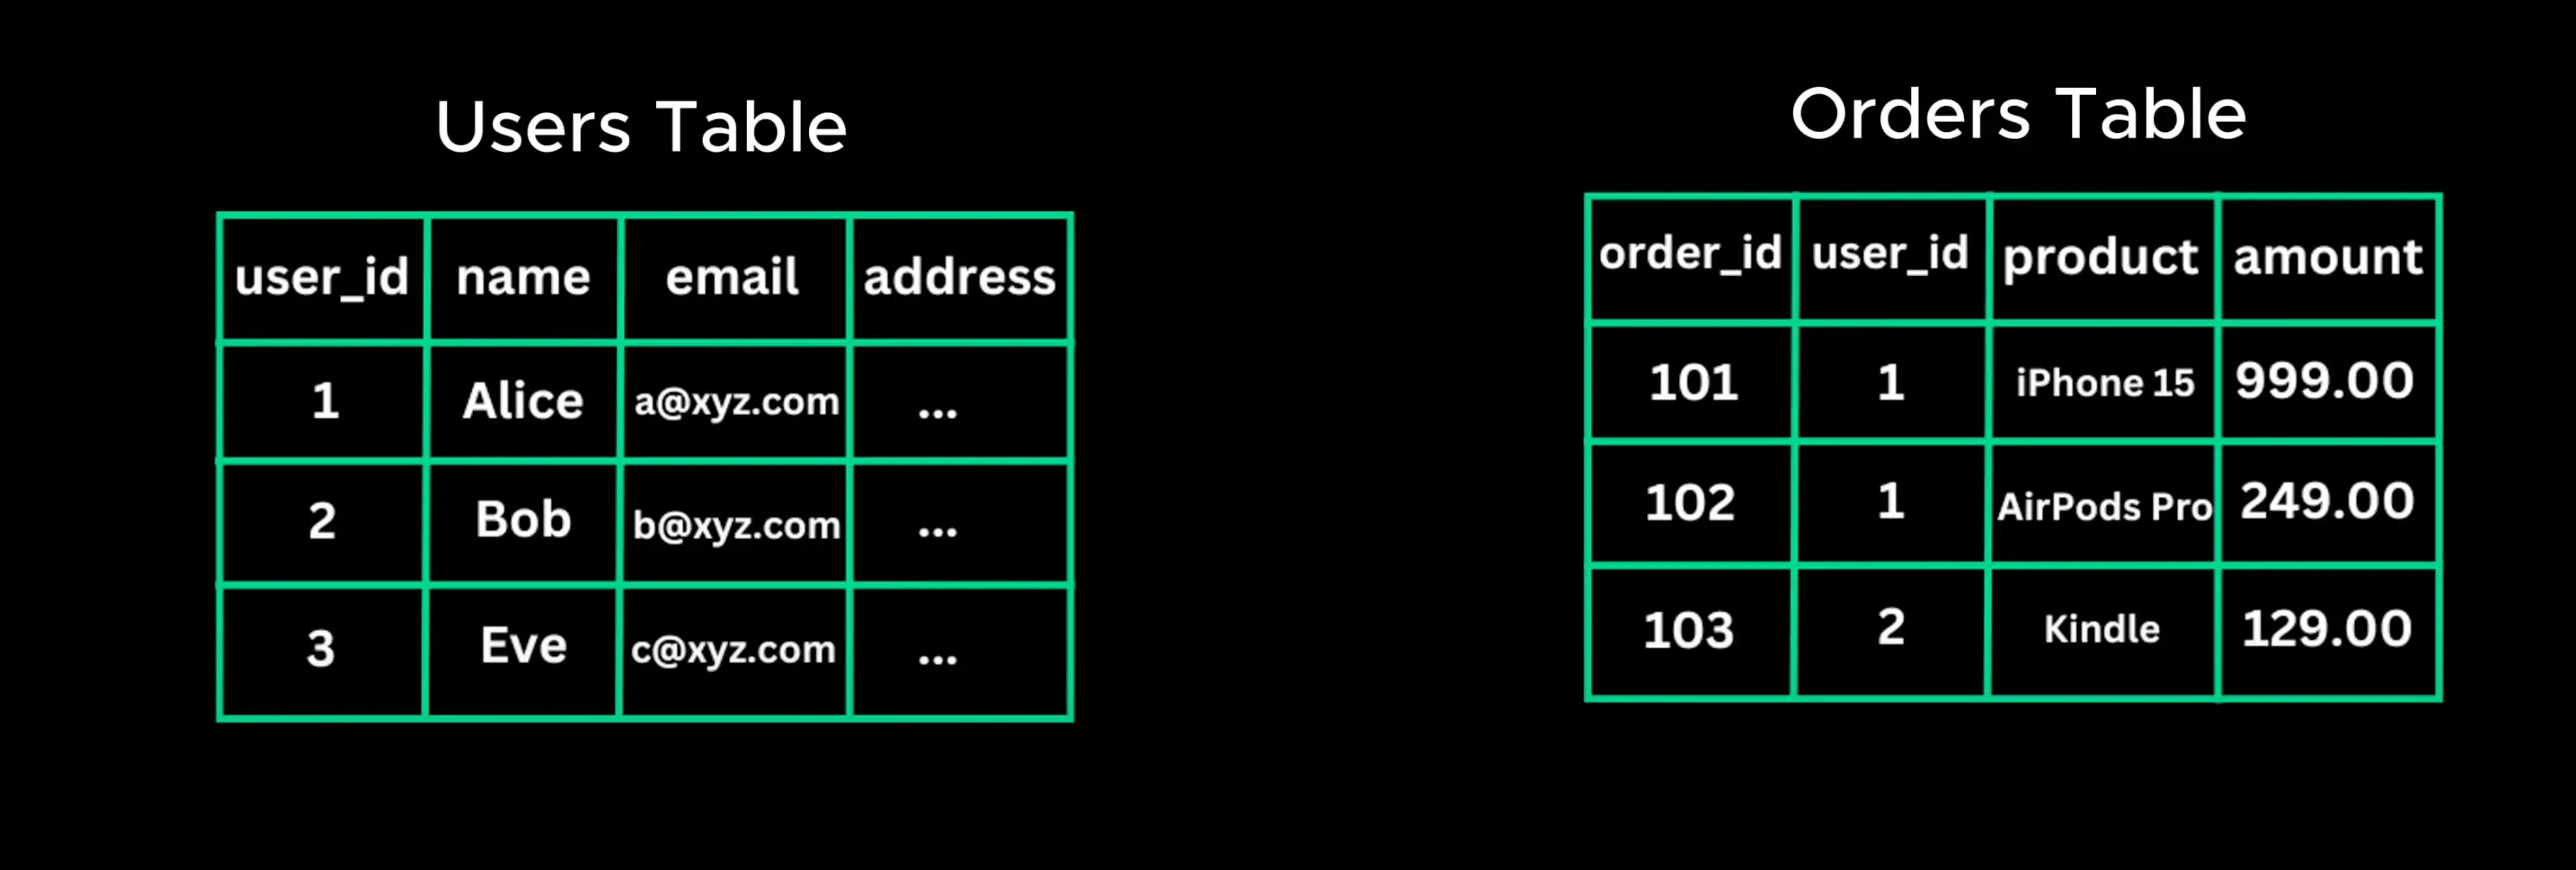 Users Table
user_id name email address
1 Alice a@xyz.com ...
2 Bob b@xyz.com ...
3 Eve c@xyz.com ...
Orders Table
order_id user_id product amount
101 1 iPhone 15 999.00
102 1 AirPods Pro 249.00
103 2 Kindle 129.00